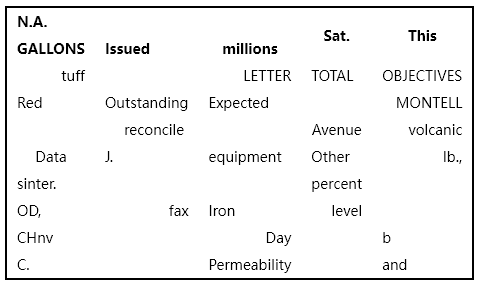 N.A. GALLONS Issued millions Sat. This
tuff LETTER TOTAL OBJECTIVES
Red Outstanding Expected MONTELL
reconcile Avenue volcanic
Data J. equipment Other lb.,
sinter. percent
OD, fax Iron level
CHnv Day b
C. Permeability and